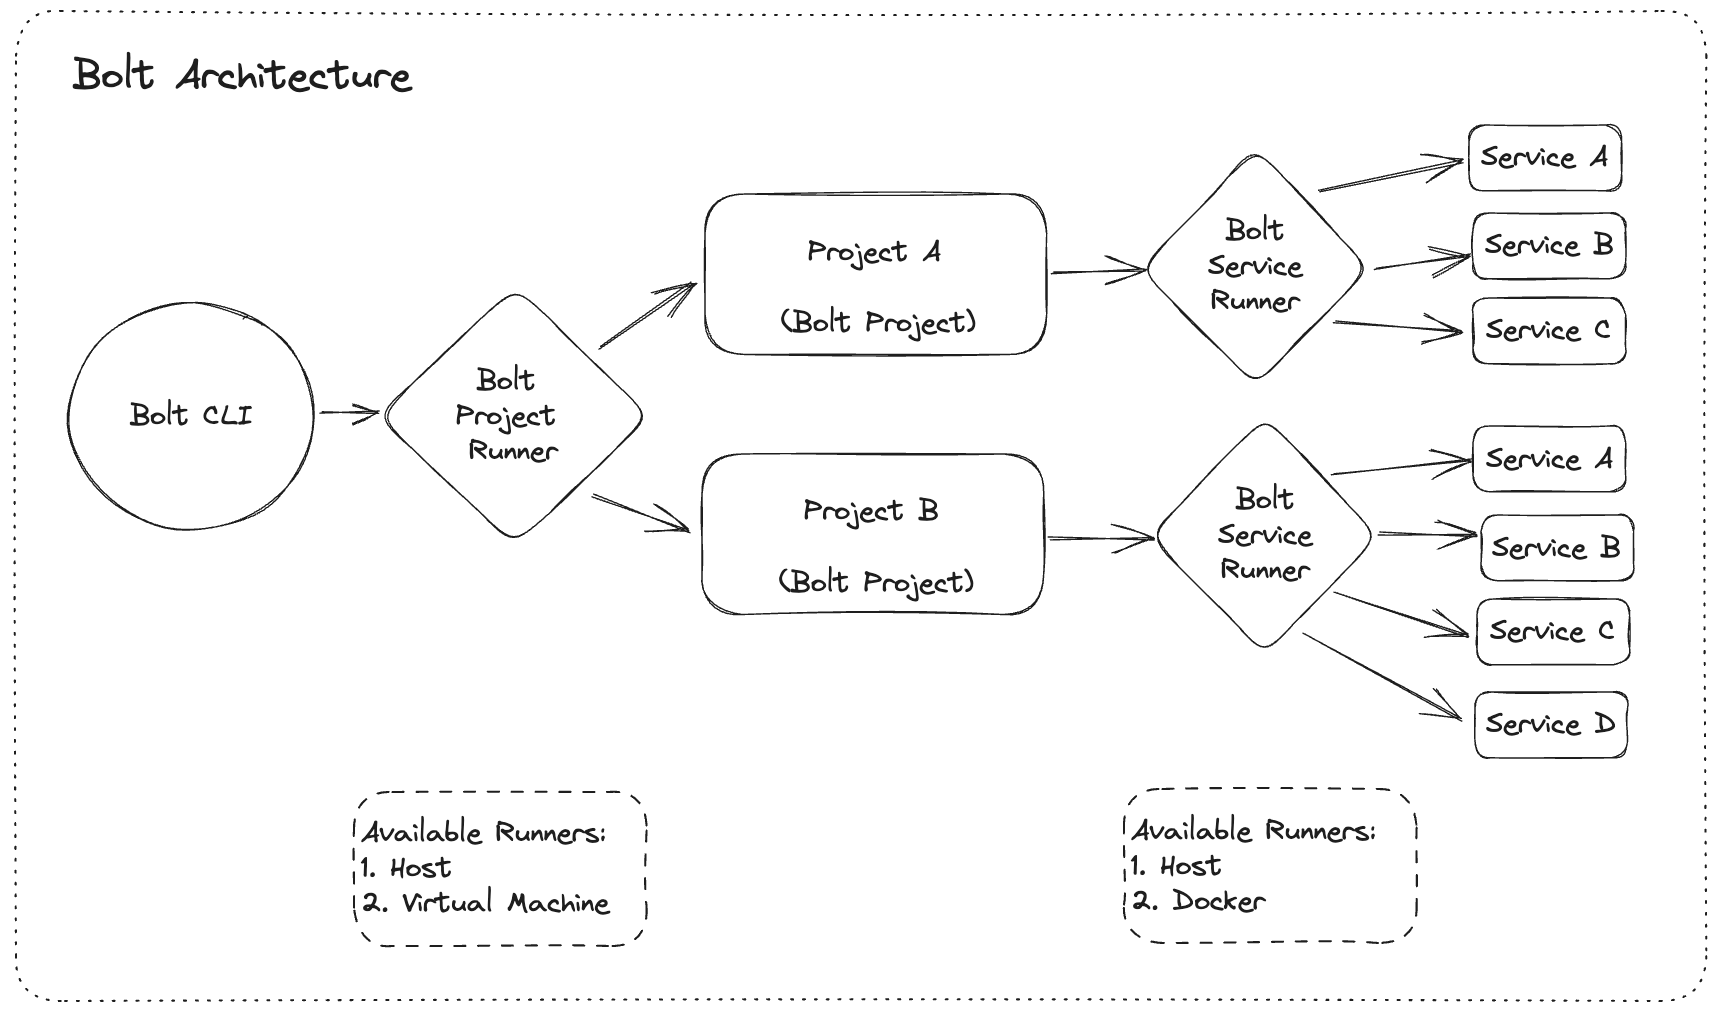 Bolt Architecture
Bolt CLI
Bolt
Project
Runner
Project A
(Bolt Project)
Bolt
Service
Runner
Service A
Service B
Service C
Project B
(Bolt Project)
Bolt
Service
Runner
Service A
Service B
Service C
Service D
Available Runners:
1. Host
2. Virtual Machine
Available Runners:
1. Host
2. Docker